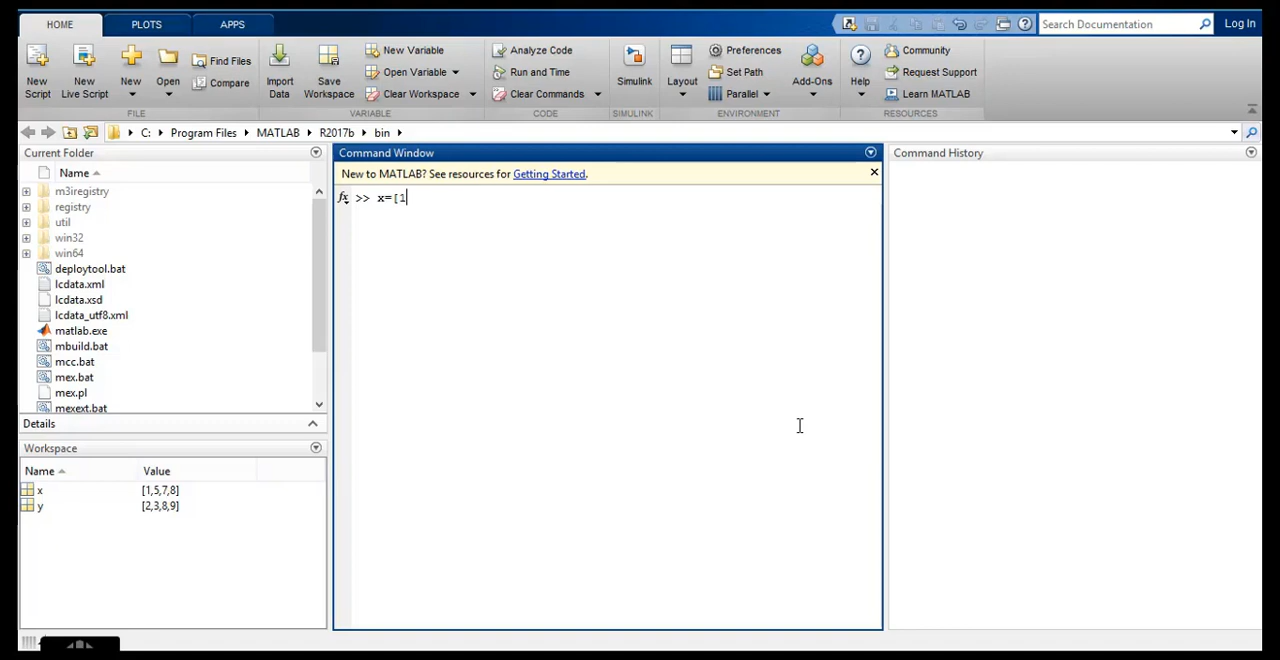 HOME PLOTS APPS Search Documentation Log In
New Script New Live Script New Open Find Files Compare Import Data Save Workspace New Variable Open Variable Clear Workspace Analyze Code Run and Time Clear Commands Simulink Layout Preferences Set Path Parallel Add-Ons Help Community Request Support Learn MATLAB
FILE VARIABLE CODE SIMULINK ENVIRONMENT RESOURCES
C: Program Files MATLAB R2017b bin
Current Folder
Name
m3iregistry
registry
util
win32
win64
deploytool.bat
lcdata.xml
lcdata.xsd
lcdata_utf8.xml
matlab.exe
mbuild.bat
mcc.bat
mex.bat
mex.pl
mexext.bat
Details
Workspace
Name Value
x [1,5,7,8]
y [2,3,8,9]
Command Window
New to MATLAB? See resources for Getting Started.
fx >> x=[1
Command History